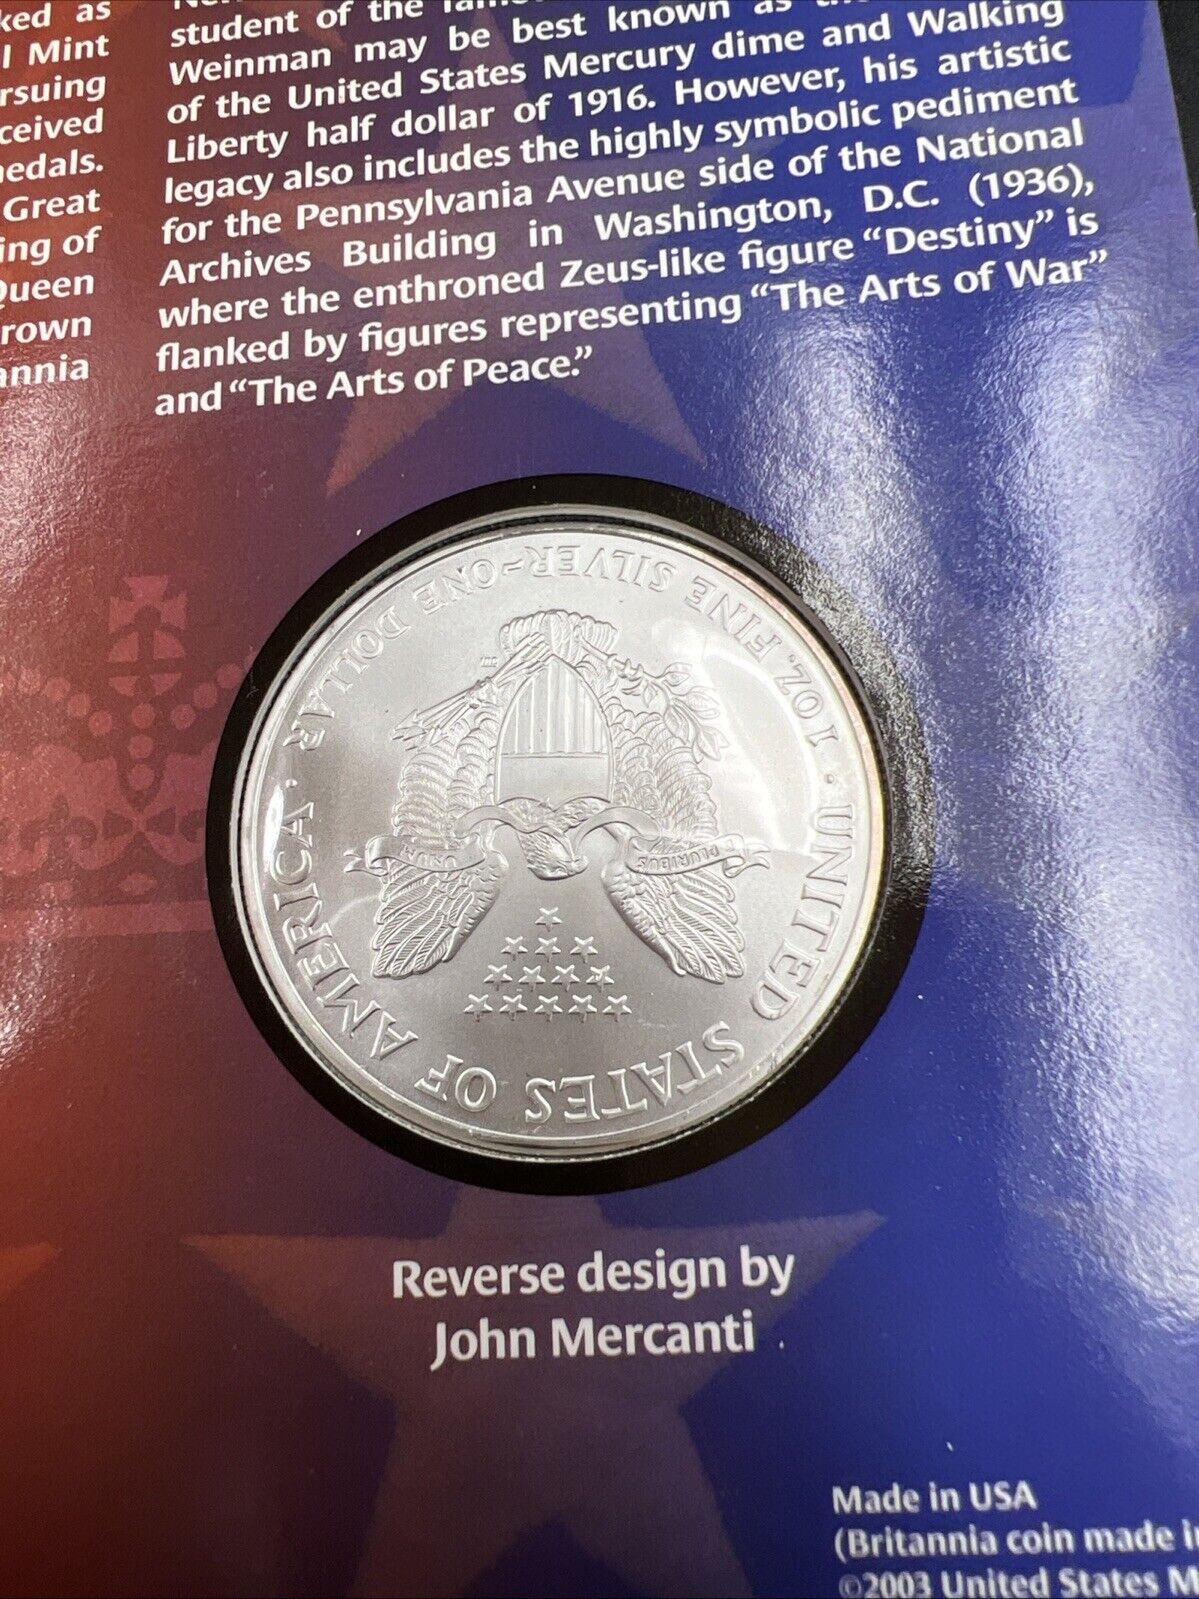 ked as
l Mint
rsuing
ceived
nedals.
Great
ing of
Queen
rown
annia
student of the
Weinman may be best known as
of the United States Mercury dime and Walking
Liberty half dollar of 1916. However, his artistic
legacy also includes the highly symbolic pediment
for the Pennsylvania Avenue side of the National
Archives Building in Washington, D.C. (1936),
where the enthroned Zeus-like figure “Destiny” is
flanked by figures representing “The Arts of War”
and “The Arts of Peace.”
UNITED STATES OF AMERICA
1 OZ. FINE SILVER~ONE DOLLAR
E PLURIBUS UNUM
Reverse design by
John Mercanti
Made in USA
(Britannia coin made in
©2003 United States M